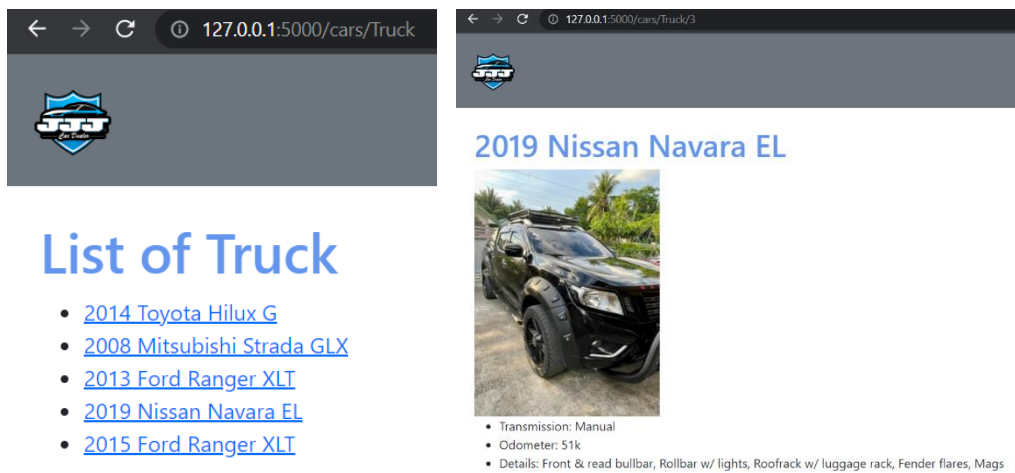 127.0.0.1:5000/cars/Truck
JJJ
Car Dealer
List of Truck
2014 Toyota Hilux G
2008 Mitsubishi Strada GLX
2013 Ford Ranger XLT
2019 Nissan Navara EL
2015 Ford Ranger XLT
127.0.0.1:5000/cars/Truck/3
JJJ
Car Dealer
2019 Nissan Navara EL
Transmission: Manual
Odometer: 51k
Details: Front & read bullbar, Rollbar w/ lights, Roofrack w/ luggage rack, Fender flares, Mags